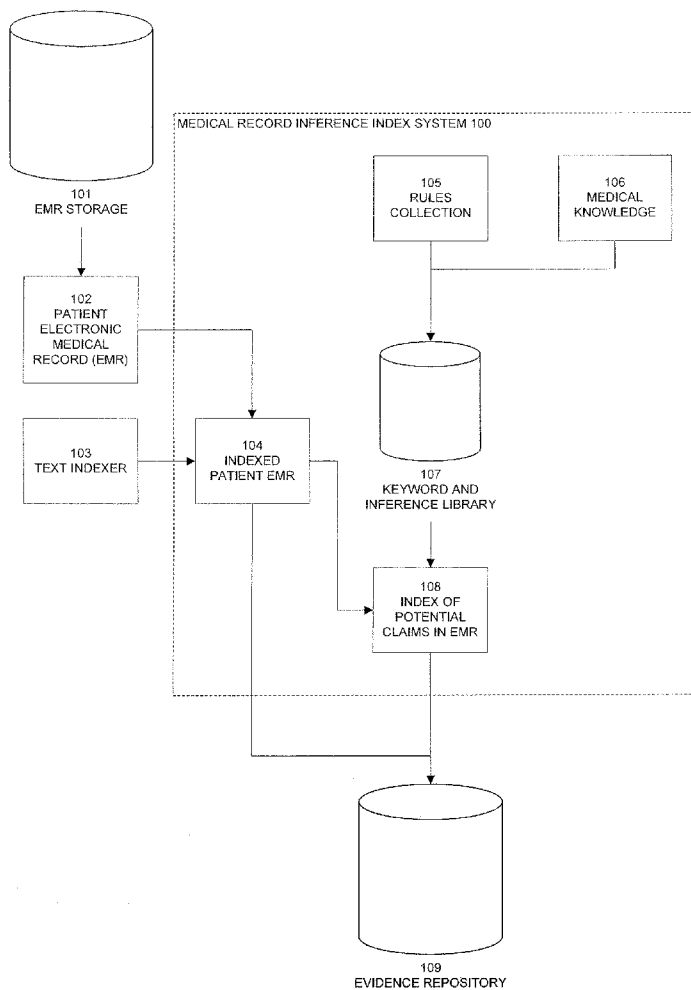 MEDICAL RECORD INFERENCE INDEX SYSTEM 100
101
EMR STORAGE
105
RULES
COLLECTION
106
MEDICAL
KNOWLEDGE
102
PATIENT
ELECTRONIC
MEDICAL
RECORD (EMR)
103
TEXT INDEXER
104
INDEXED
PATIENT EMR
107
KEYWORD AND
INFERENCE LIBRARY
108
INDEX OF
POTENTIAL
CLAIMS IN EMR
109
EVIDENCE REPOSITORY